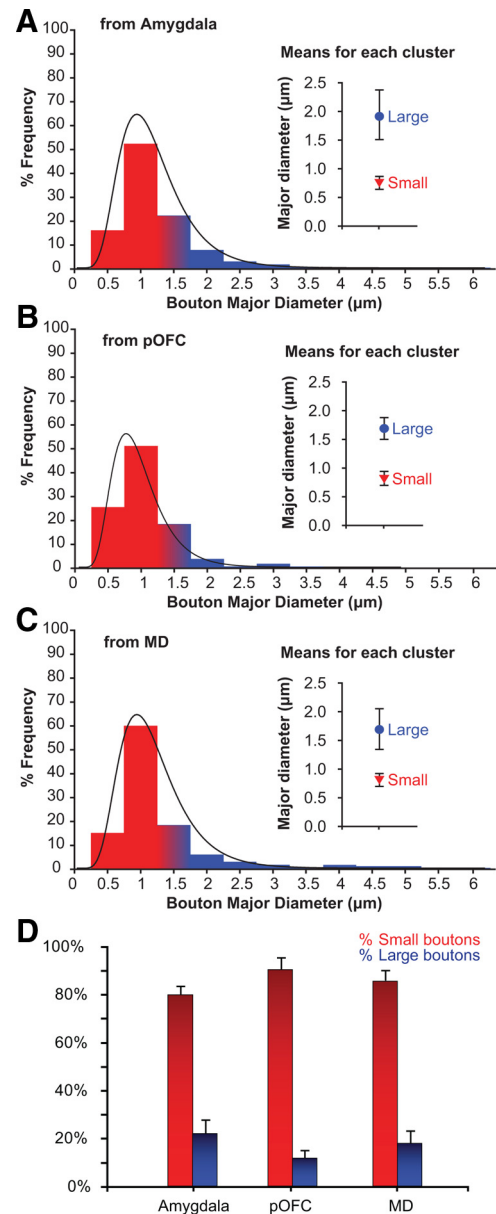 A
from Amygdala
Means for each cluster
% Frequency
100
90
80
70
60
50
40
30
20
10
0
Major diameter (µm)
2.5
2.0
1.5
1.0
0.5
0.0
Large
Small
0 0.5 1 1.5 2 2.5 3 3.5 4 4.5 5 5.5 6
Bouton Major Diameter (µm)
B
from pOFC
Means for each cluster
% Frequency
100
90
80
70
60
50
40
30
20
10
0
Major diameter (µm)
2.5
2.0
1.5
1.0
0.5
0.0
Large
Small
0 0.5 1 1.5 2 2.5 3 3.5 4 4.5 5 5.5 6
Bouton Major Diameter (µm)
C
from MD
Means for each cluster
% Frequency
100
90
80
70
60
50
40
30
20
10
0
Major diameter (µm)
2.5
2.0
1.5
1.0
0.5
0.0
Large
Small
0 0.5 1 1.5 2 2.5 3 3.5 4 4.5 5 5.5 6
Bouton Major Diameter (µm)
D
% Small boutons
% Large boutons
100%
80%
60%
40%
20%
0%
Amygdala pOFC MD